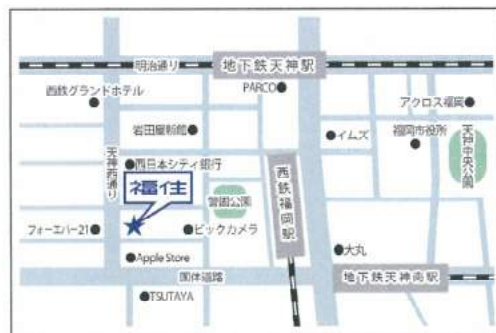 明治通り
地下鉄天神駅
西鉄グランドホテル
PARCO
アクロス福岡
岩田屋新館
イムズ
福岡市役所
天神中央公園
天神西通り
西日本シティ銀行
西鉄福岡駅
福住
警固公園
フォーエバー21
ビックカメラ
大丸
Apple Store
国体道路
地下鉄天神南駅
TSUTAYA